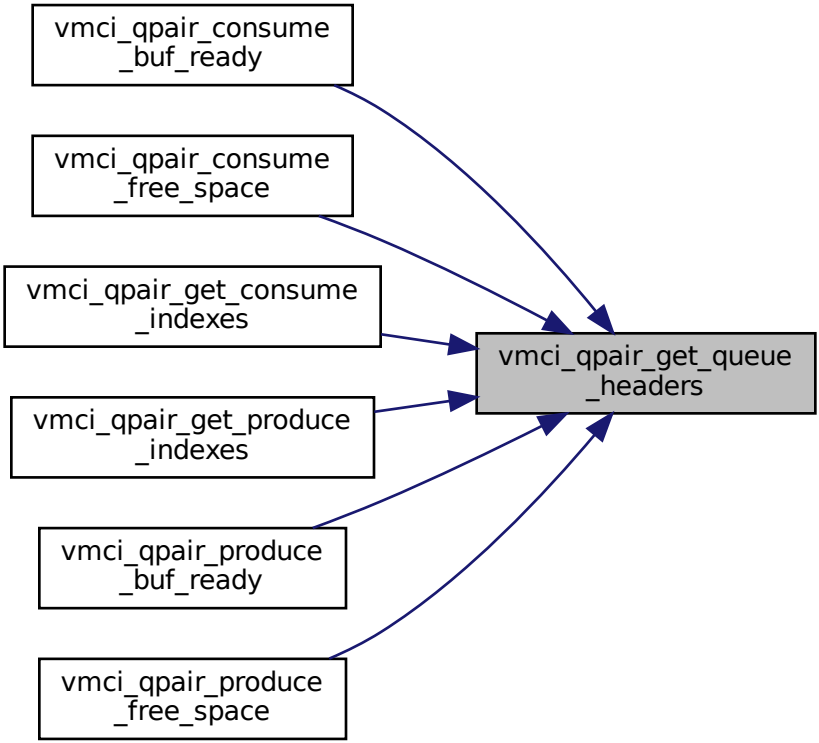 vmci_qpair_consume
_buf_ready
vmci_qpair_consume
_free_space
vmci_qpair_get_consume
_indexes
vmci_qpair_get_queue
_headers
vmci_qpair_get_produce
_indexes
vmci_qpair_produce
_buf_ready
vmci_qpair_produce
_free_space